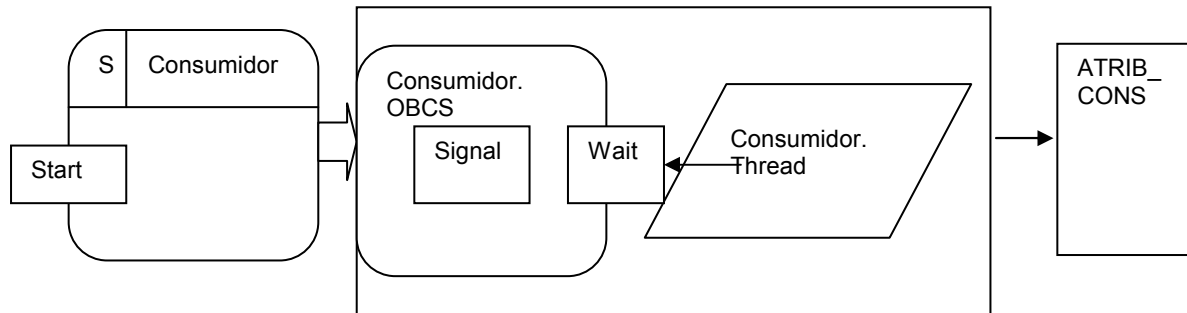 S
Consumidor
Start
Consumidor.
OBCS
Signal
Wait
Consumidor.
Thread
ATRIB_
CONS